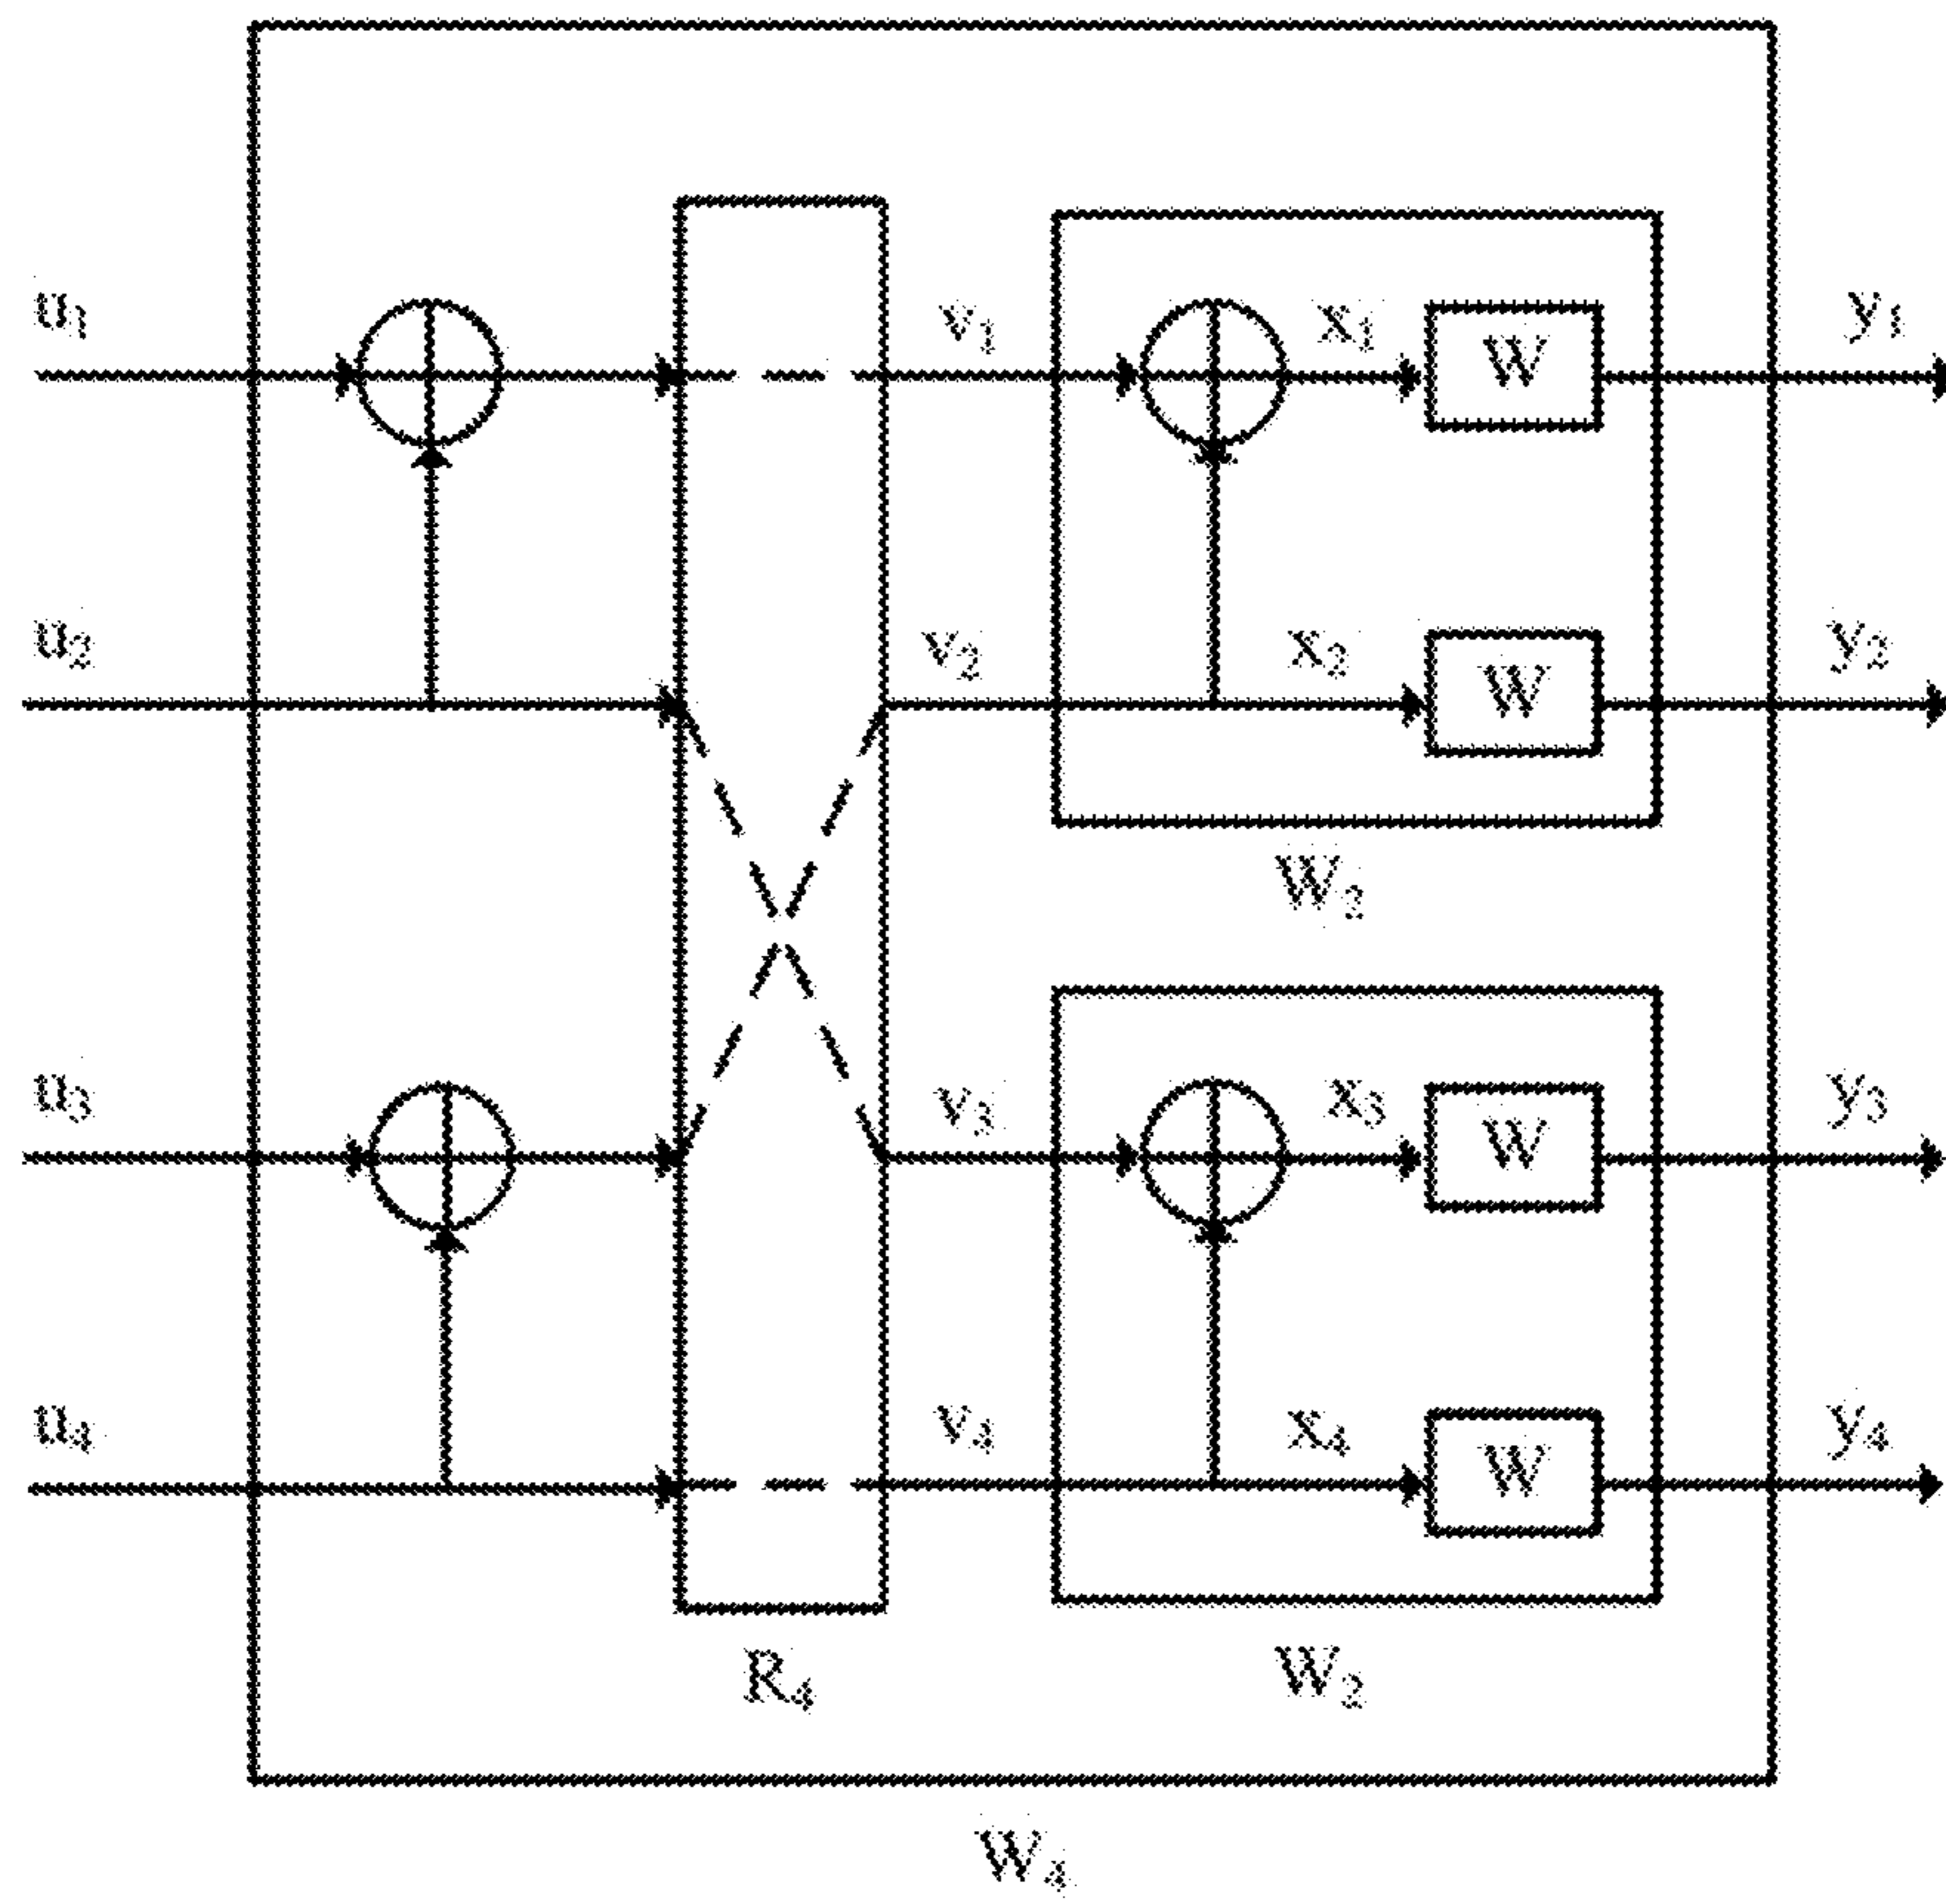 u₁ v₁ x₁ W y₁
u₂ v₂ x₂ W y₂
W₂
u₃ v₃ x₃ W y₃
u₄ v₄ x₄ W y₄
R₄ W₂
W₄